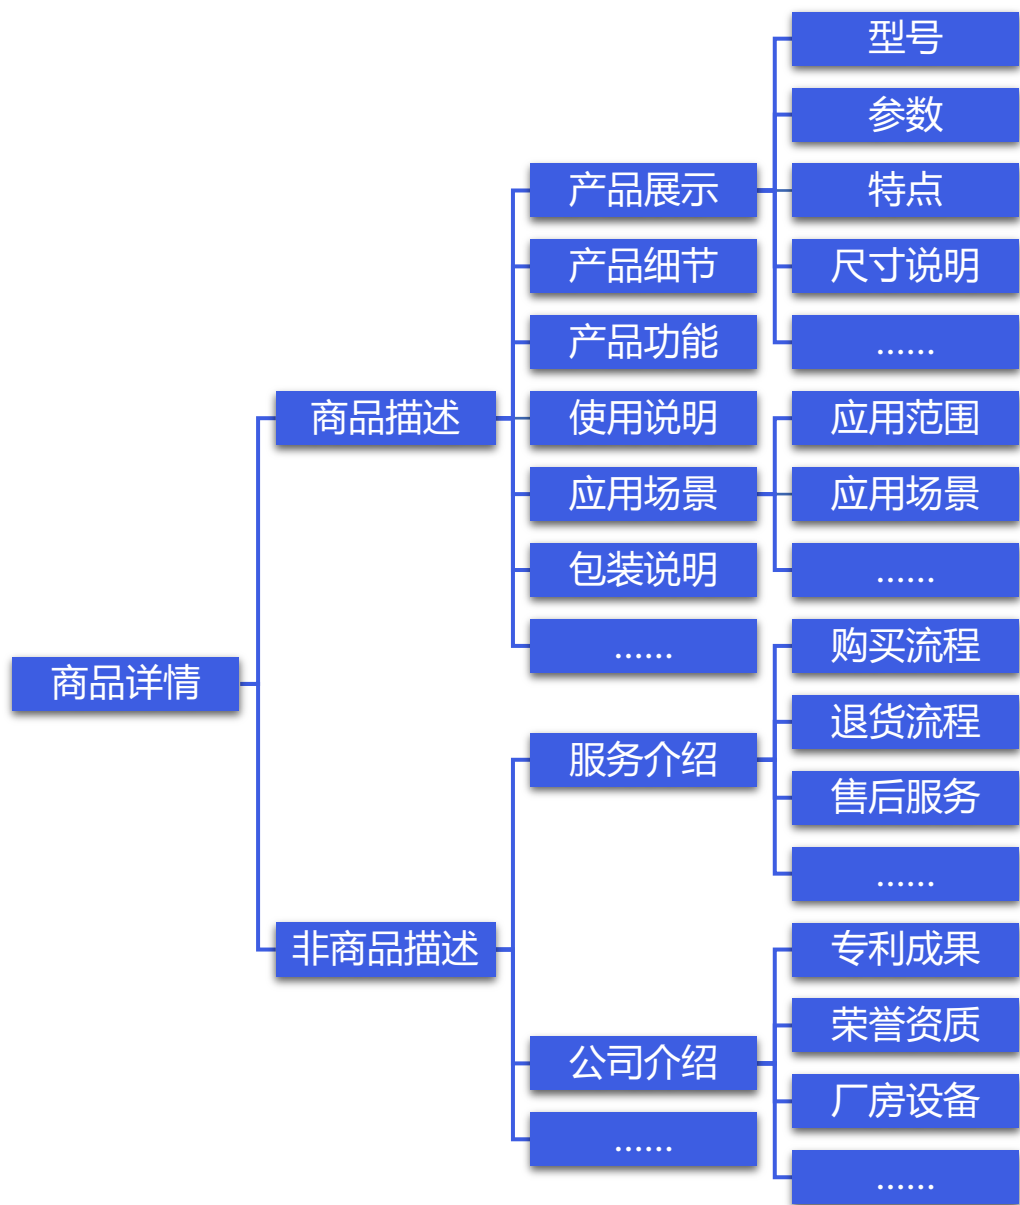 商品详情
商品描述
产品展示
型号
参数
特点
尺寸说明
......
产品细节
产品功能
使用说明
应用场景
应用范围
应用场景
......
包装说明
......
非商品描述
服务介绍
购买流程
退货流程
售后服务
......
公司介绍
专利成果
荣誉资质
厂房设备
......
......